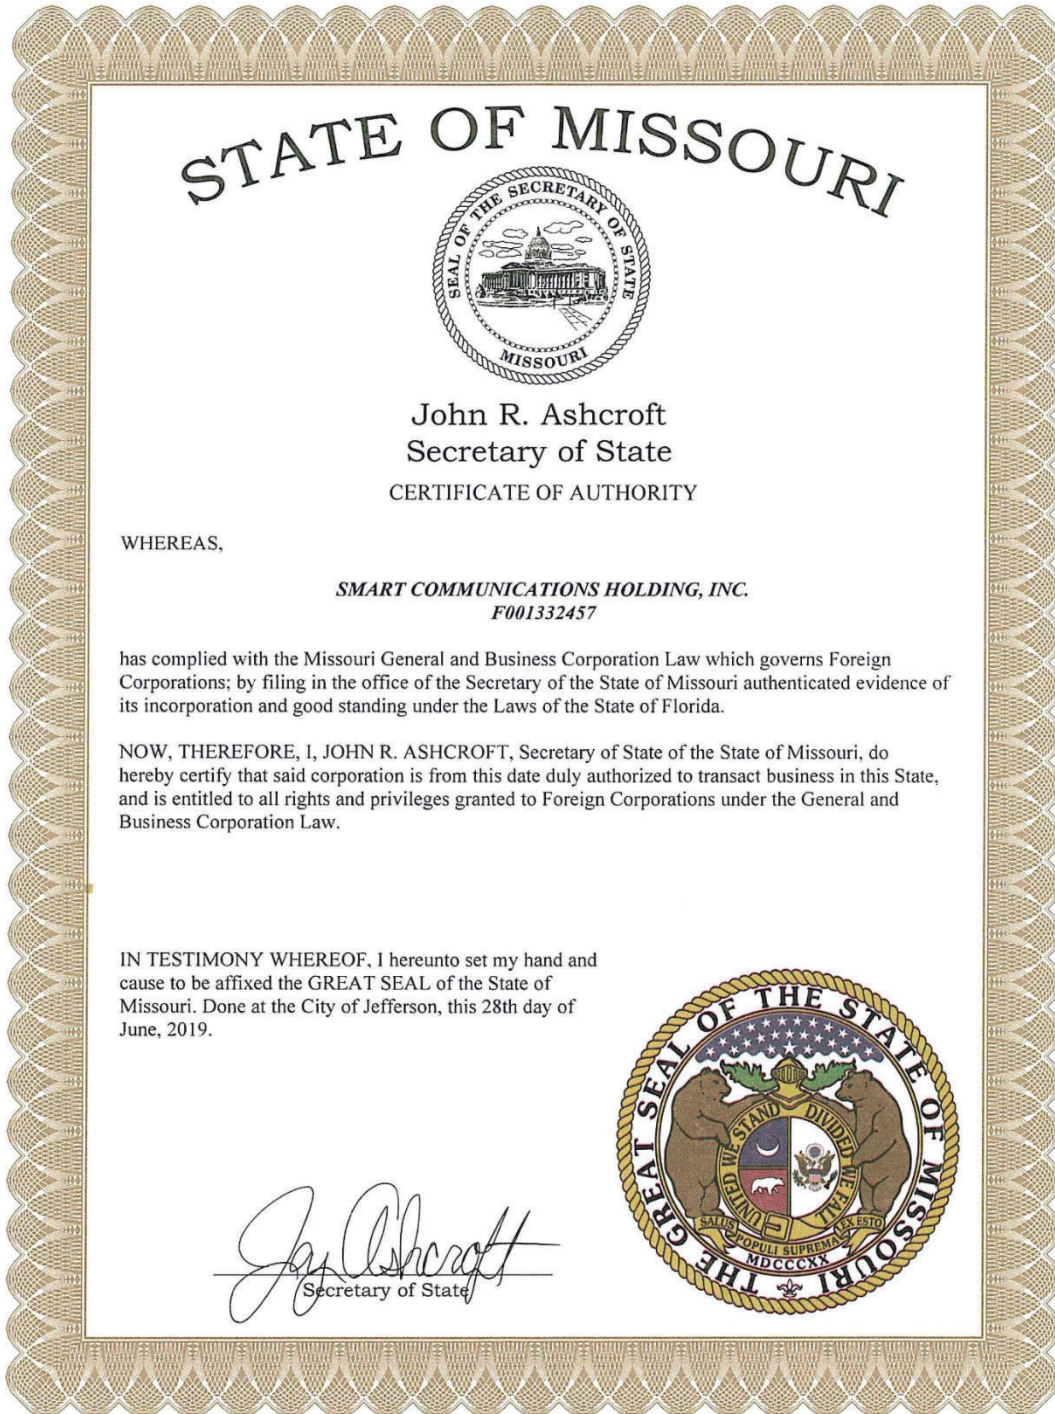 STATE OF MISSOURI
SEAL OF THE SECRETARY OF STATE
MISSOURI
John R. Ashcroft
Secretary of State
CERTIFICATE OF AUTHORITY
WHEREAS,
SMART COMMUNICATIONS HOLDING, INC.
F001332457
has complied with the Missouri General and Business Corporation Law which governs Foreign
Corporations; by filing in the office of the Secretary of the State of Missouri authenticated evidence of
its incorporation and good standing under the Laws of the State of Florida.
NOW, THEREFORE, I, JOHN R. ASHCROFT, Secretary of State of the State of Missouri, do
hereby certify that said corporation is from this date duly authorized to transact business in this State,
and is entitled to all rights and privileges granted to Foreign Corporations under the General and
Business Corporation Law.
IN TESTIMONY WHEREOF, I hereunto set my hand and
cause to be affixed the GREAT SEAL of the State of
Missouri. Done at the City of Jefferson, this 28th day of
June, 2019.
THE GREAT SEAL OF THE STATE OF MISSOURI
UNITED WE STAND DIVIDED WE FALL
SALUS POPULI SUPREMA LEX ESTO
MDCCCXX
Jay Ashcroft
Secretary of State